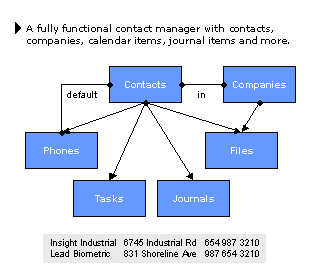 A fully functional contact manager with contacts,
companies, calendar items, journal items and more.
Contacts
Companies
default
in
Phones
Files
Tasks
Journals
Insight Industrial 6745 Industrial Rd 654 987 3210
Lead Biometric 831 Shoreline Ave 987 654 3210